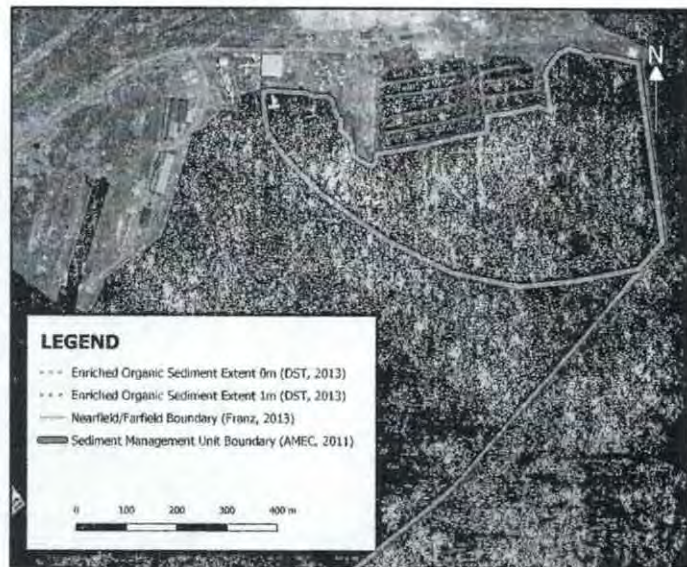 N
LEGEND
Enriched Organic Sediment Extent 0m (DST, 2013)
Enriched Organic Sediment Extent 1m (DST, 2013)
Nearfield/Farfield Boundary (Franz, 2013)
Sediment Management Unit Boundary (AMEC, 2011)
0 100 200 300 400 m